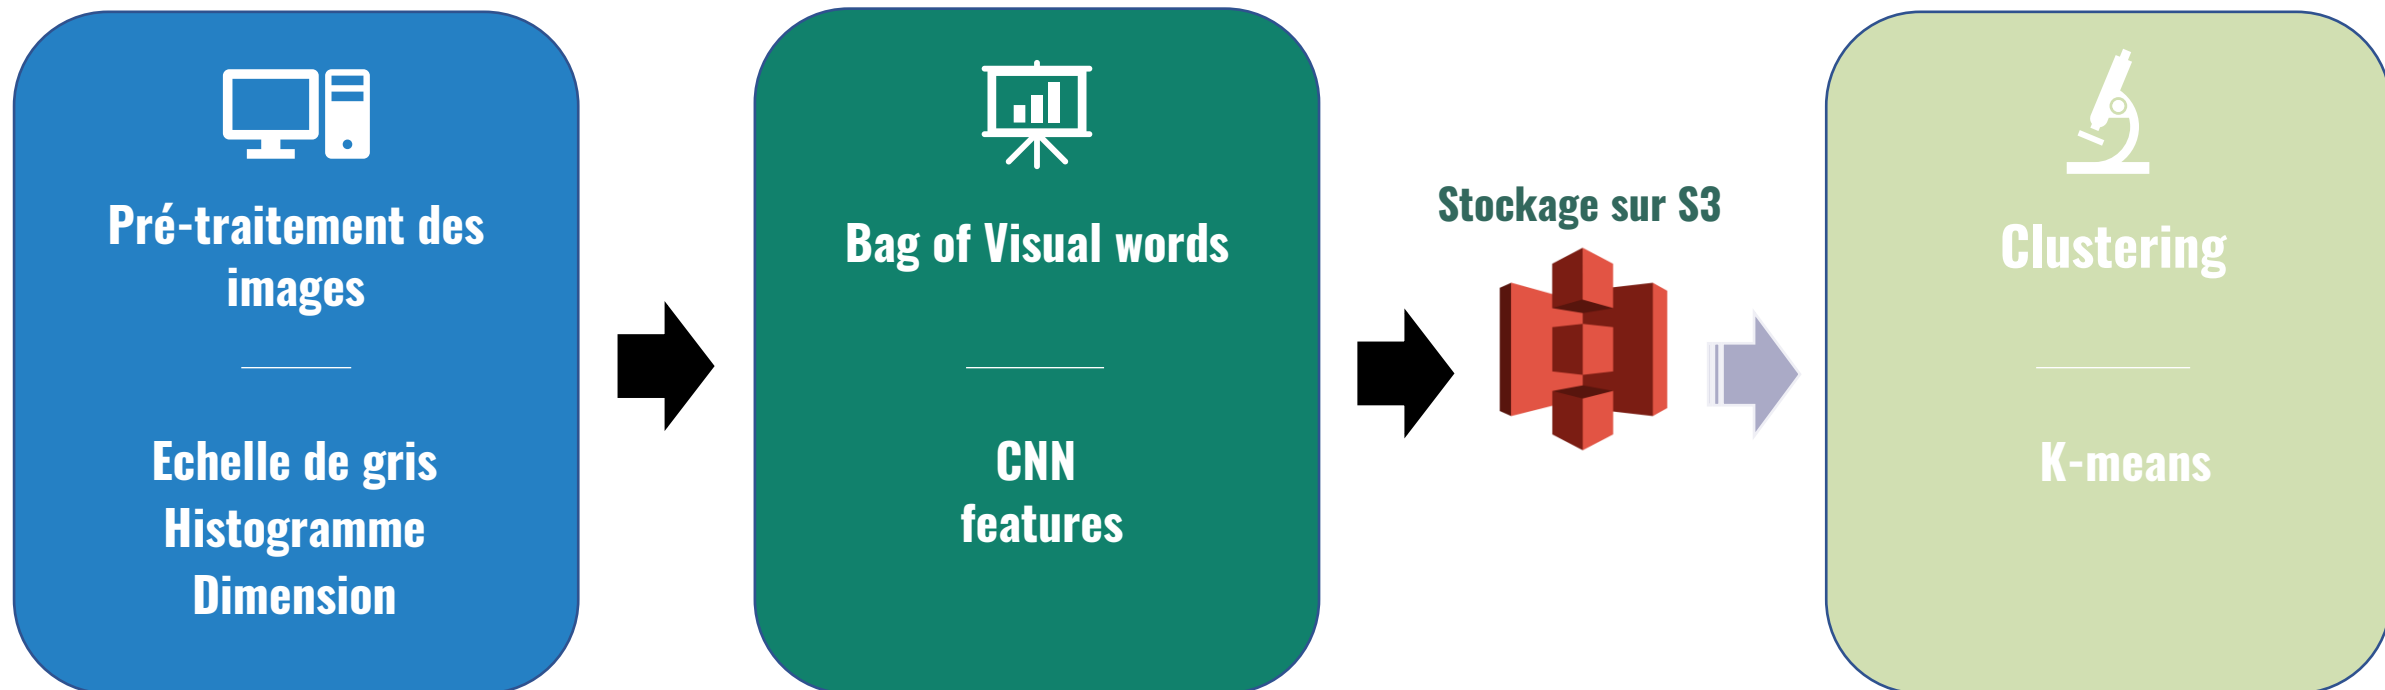 Pré-traitement des
images
Echelle de gris
Histogramme
Dimension
Bag of Visual words
CNN
features
Stockage sur S3
Clustering
K-means